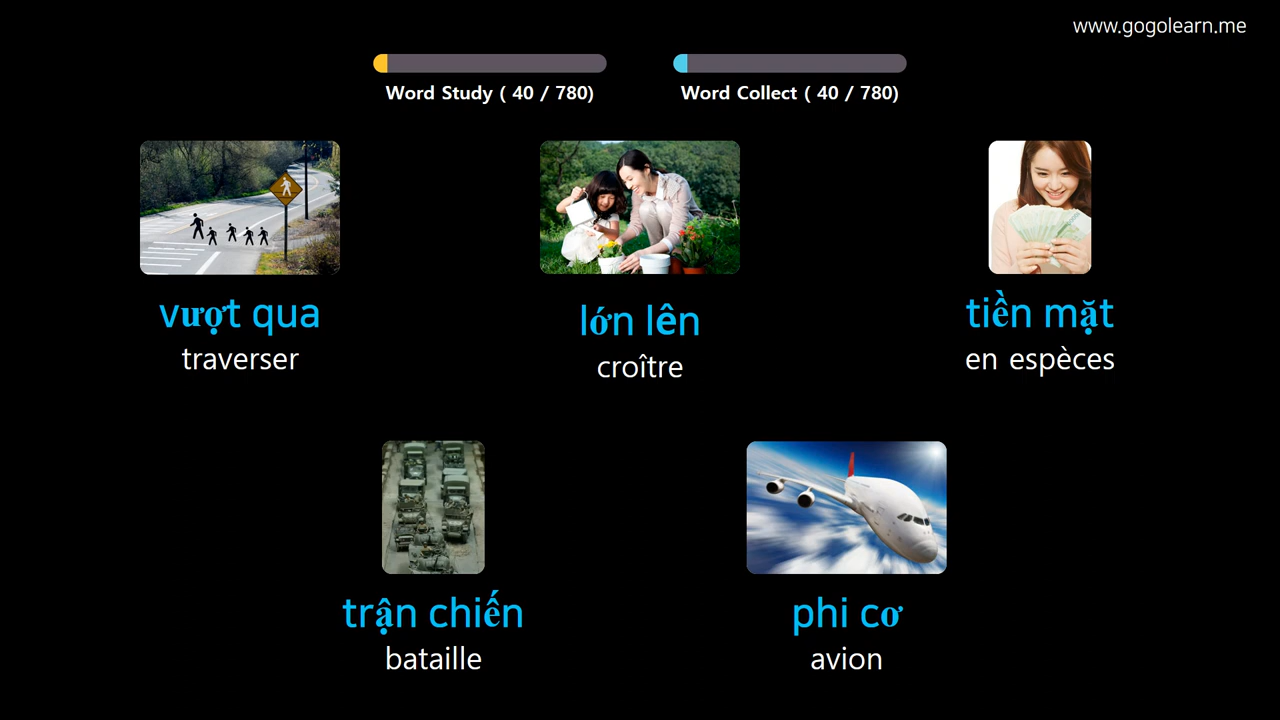 www.gogolearn.me
Word Study ( 40 / 780)
Word Collect ( 40 / 780)
vượt qua
traverser
lớn lên
croître
tiền mặt
en espèces
trận chiến
bataille
phi cơ
avion